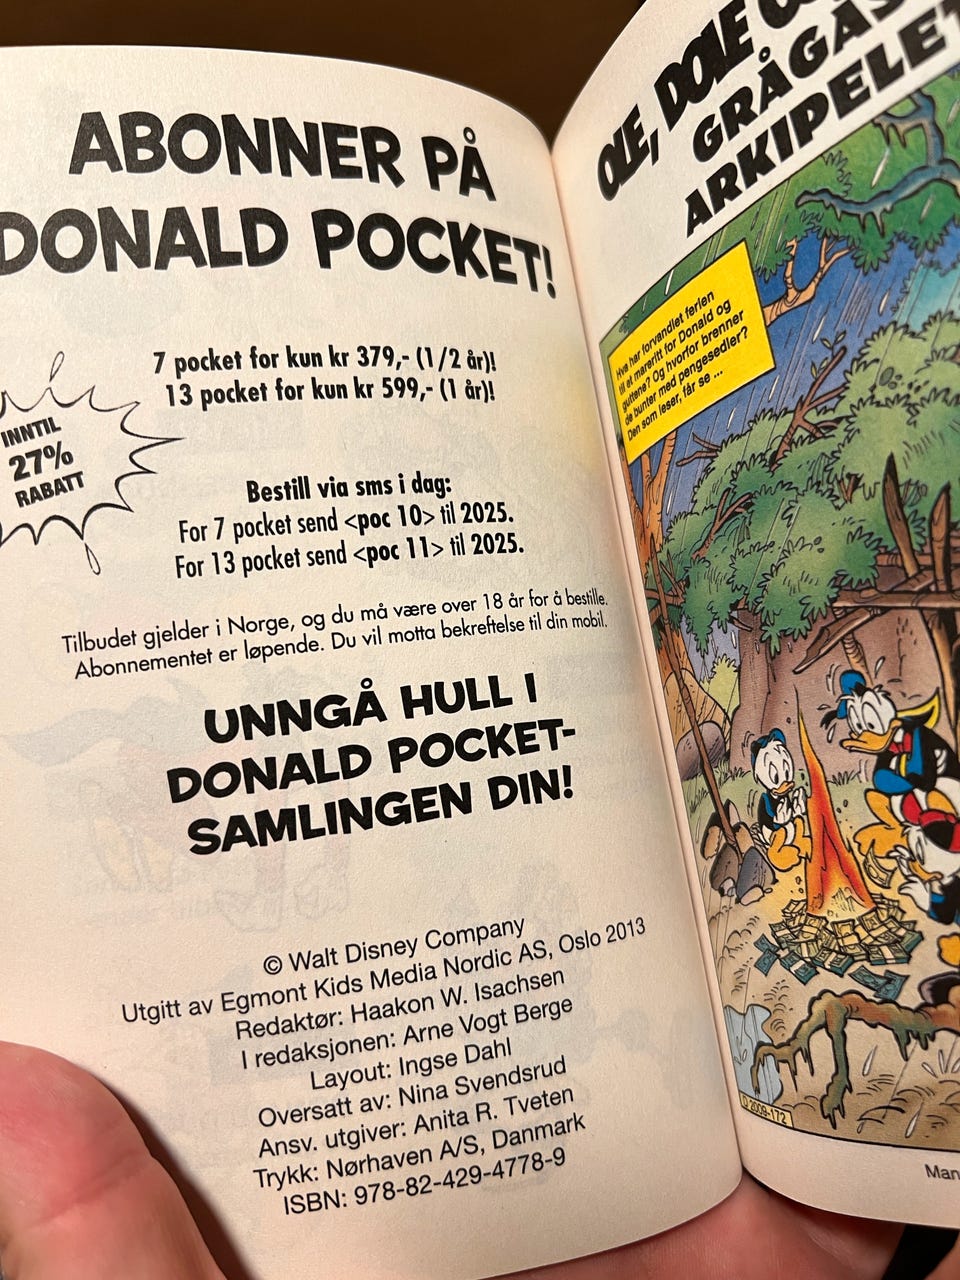 ABONNER PÅ
DONALD POCKET!
7 pocket for kun kr 379,- (1/2 år)!
13 pocket for kun kr 599,- (1 år)!
INNTIL
27%
RABATT
Bestill via sms i dag:
For 7 pocket send <poc 10> til 2025.
For 13 pocket send <poc 11> til 2025.
Tilbudet gjelder i Norge, og du må være over 18 år for å bestille.
Abonnementet er løpende. Du vil motta bekreftelse til din mobil.
UNNGÅ HULL I
DONALD POCKET-
SAMLINGEN DIN!
© Walt Disney Company
Utgitt av Egmont Kids Media Nordic AS, Oslo 2013
Redaktør: Haakon W. Isachsen
I redaksjonen: Arne Vogt Berge
Layout: Ingse Dahl
Oversatt av: Nina Svendsrud
Ansv. utgiver: Anita R. Tveten
Trykk: Nørhaven A/S, Danmark
ISBN: 978-82-429-4778-9
OLE, DOLE
GRÅGÅS
ARKIPELET
Hva har forvandlet ferien
til et mareritt for Donald og
guttene? Og hvorfor brenner
de bunter med pengesedler?
Den som leser, får se ...
D 2009-172
Man